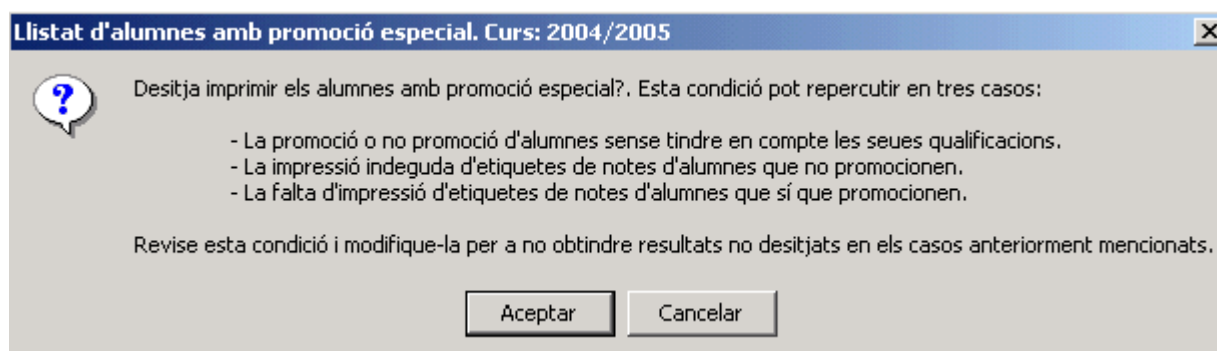 Llistat d'alumnes amb promoció especial. Curs: 2004/2005
Desitja imprimir els alumnes amb promoció especial?. Esta condició pot repercutir en tres casos:
- La promoció o no promoció d'alumnes sense tindre en compte les seues qualificacions.
- La impressió indeguda d'etiquetes de notes d'alumnes que no promocionen.
- La falta d'impressió d'etiquetes de notes d'alumnes que sí que promocionen.
Revise esta condició i modifique-la per a no obtindre resultats no desitjats en els casos anteriorment mencionats.
Aceptar Cancelar